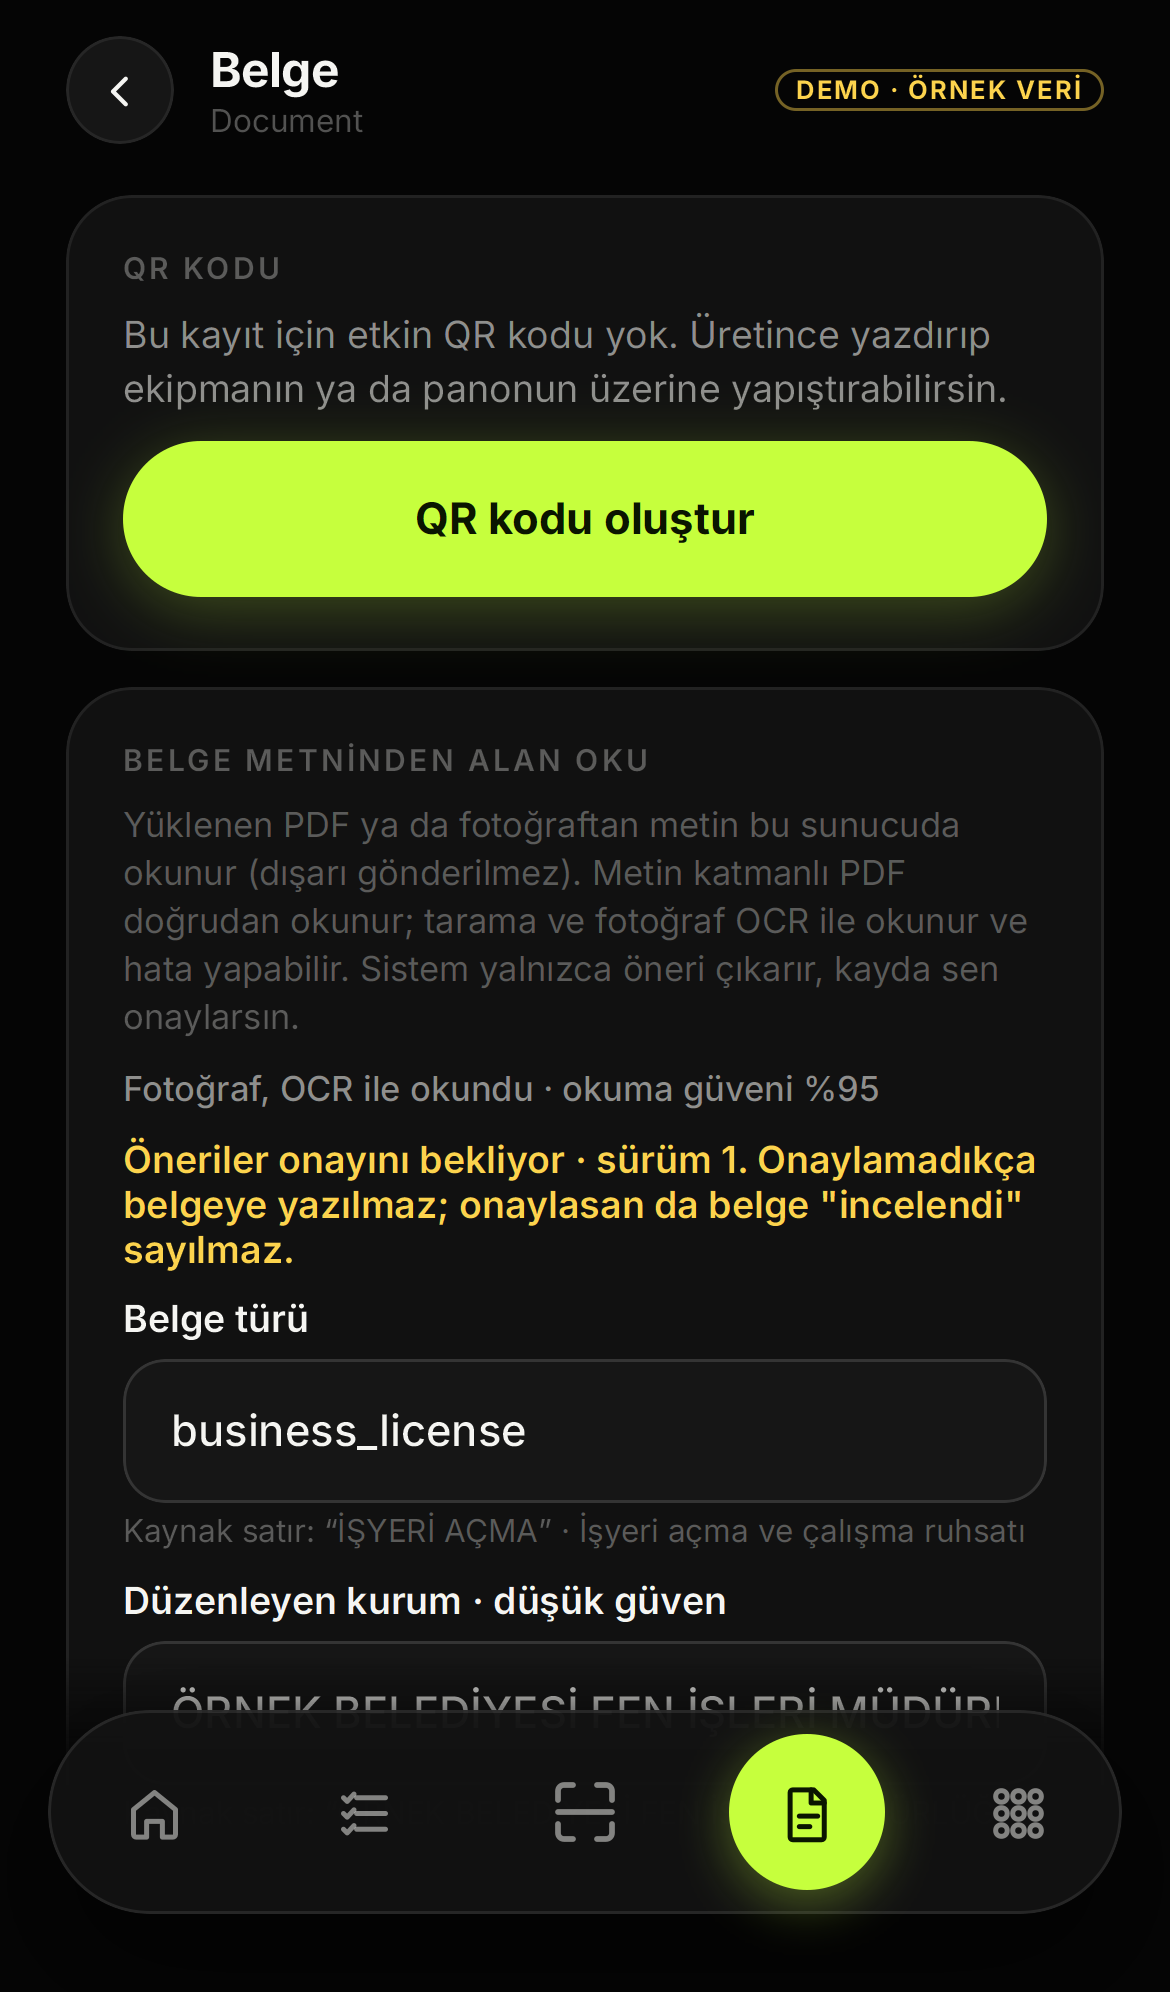 Belge
Document
DEMO · ÖRNEK VERİ
QR KODU
Bu kayıt için etkin QR kodu yok. Üretince yazdırıp
ekipmanın ya da panonun üzerine yapıştırabilirsin.
QR kodu oluştur
BELGE METNİNDEN ALAN OKU
Yüklenen PDF ya da fotoğraftan metin bu sunucuda
okunur (dışarı gönderilmez). Metin katmanlı PDF
doğrudan okunur; tarama ve fotoğraf OCR ile okunur ve
hata yapabilir. Sistem yalnızca öneri çıkarır, kayda sen
onaylarsın.
Fotoğraf, OCR ile okundu · okuma güveni %95
Öneriler onayını bekliyor · sürüm 1. Onaylamadıkça
belgeye yazılmaz; onaylasan da belge "incelendi"
sayılmaz.
Belge türü
business_license
Kaynak satır: “İŞYERİ AÇMA” · İşyeri açma ve çalışma ruhsatı
Düzenleyen kurum · düşük güven
ÖRNEK BELEDİYESİ FEN İŞLERİ